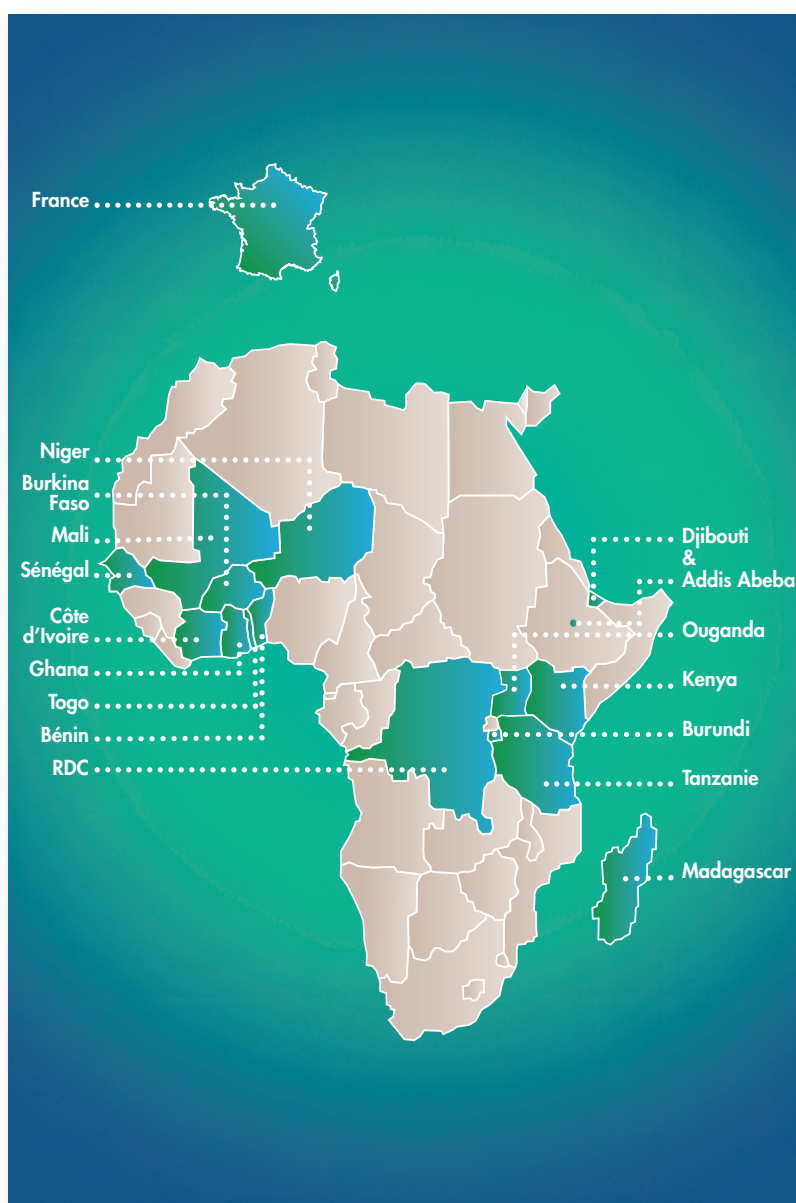 France
Niger
Burkina
Faso
Mali
Sénégal
Côte
d'Ivoire
Ghana
Togo
Bénin
RDC
Djibouti
&
Addis Abeba
Ouganda
Kenya
Burundi
Tanzanie
Madagascar